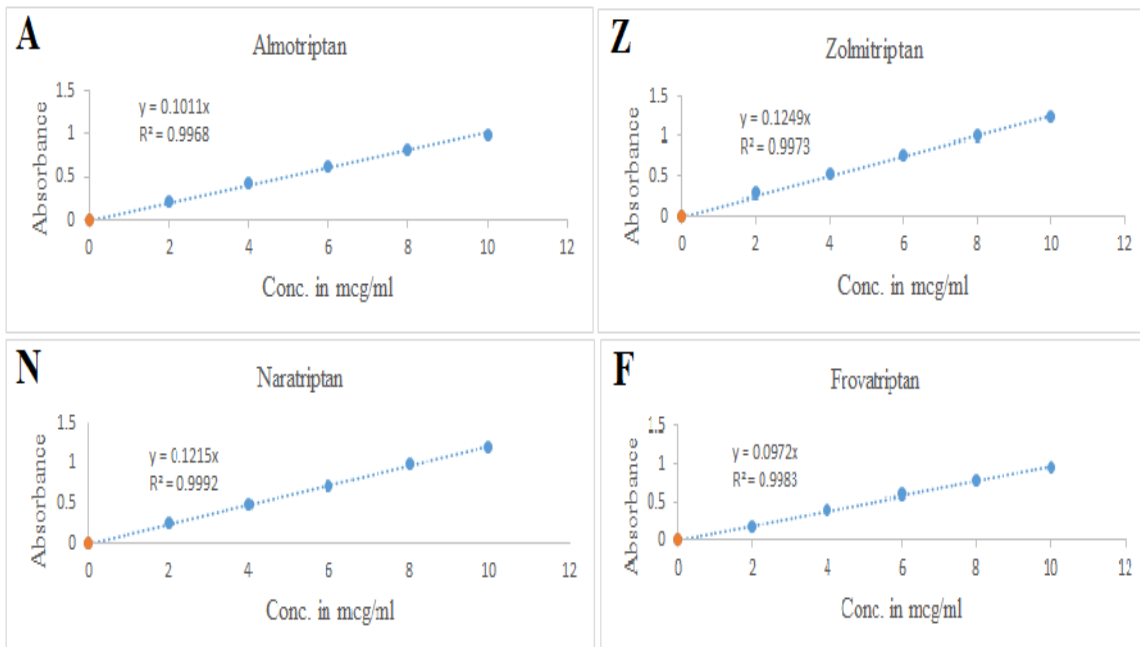 A
Almotriptan
Absorbance
1.5
1
0.5
0
y = 0.1011x
R² = 0.9968
0 2 4 6 8 10 12
Conc. in mcg/ml
Z
Zolmitriptan
Absorbance
1.5
1
0.5
0
y = 0.1249x
R² = 0.9973
0 2 4 6 8 10 12
Conc. in mcg/ml
N
Naratriptan
Absorbance
1.5
1
0.5
0
y = 0.1215x
R² = 0.9992
0 2 4 6 8 10 12
Conc. in mcg/ml
F
Frovatriptan
Absorbance
1.5
1
0.5
0
y = 0.0972x
R² = 0.9983
0 2 4 6 8 10 12
Conc. in mcg/ml